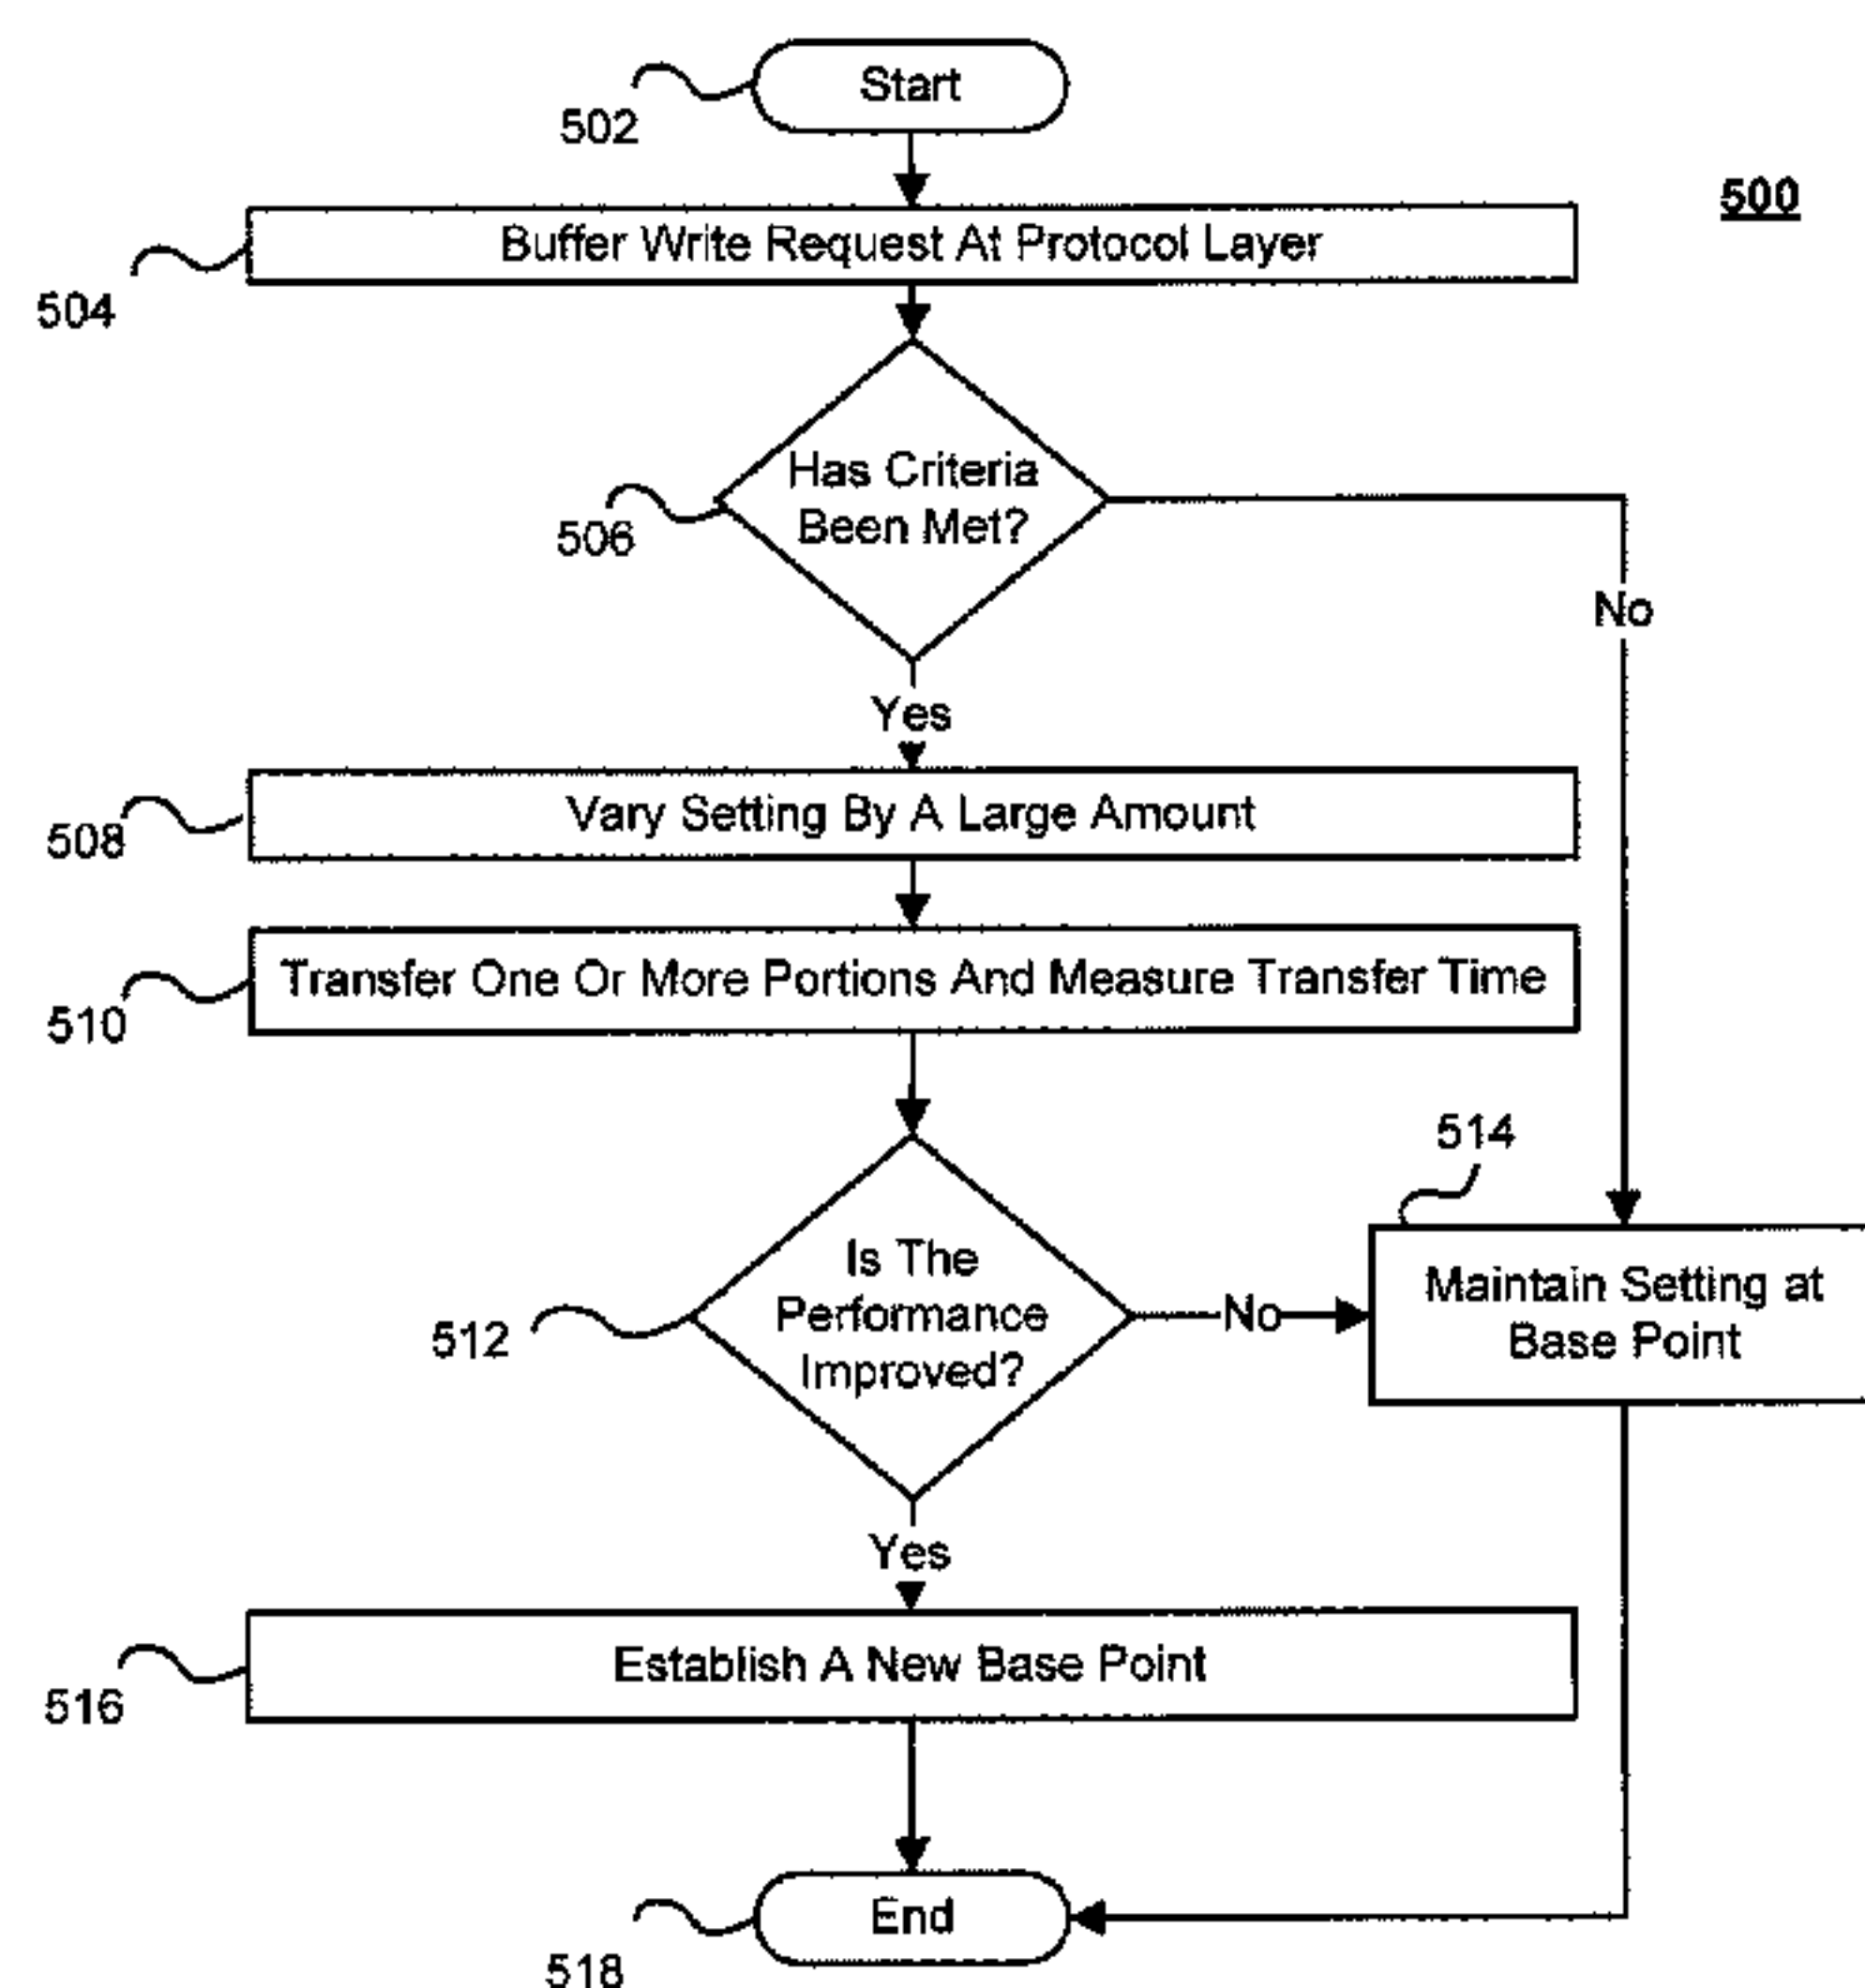 Start
502
500
Buffer Write Request At Protocol Layer
504
Has Criteria
Been Met?
506
No
Yes
Vary Setting By A Large Amount
508
Transfer One Or More Portions And Measure Transfer Time
510
514
Is The
Performance
Improved?
512
No
Maintain Setting at
Base Point
Yes
Establish A New Base Point
516
End
518